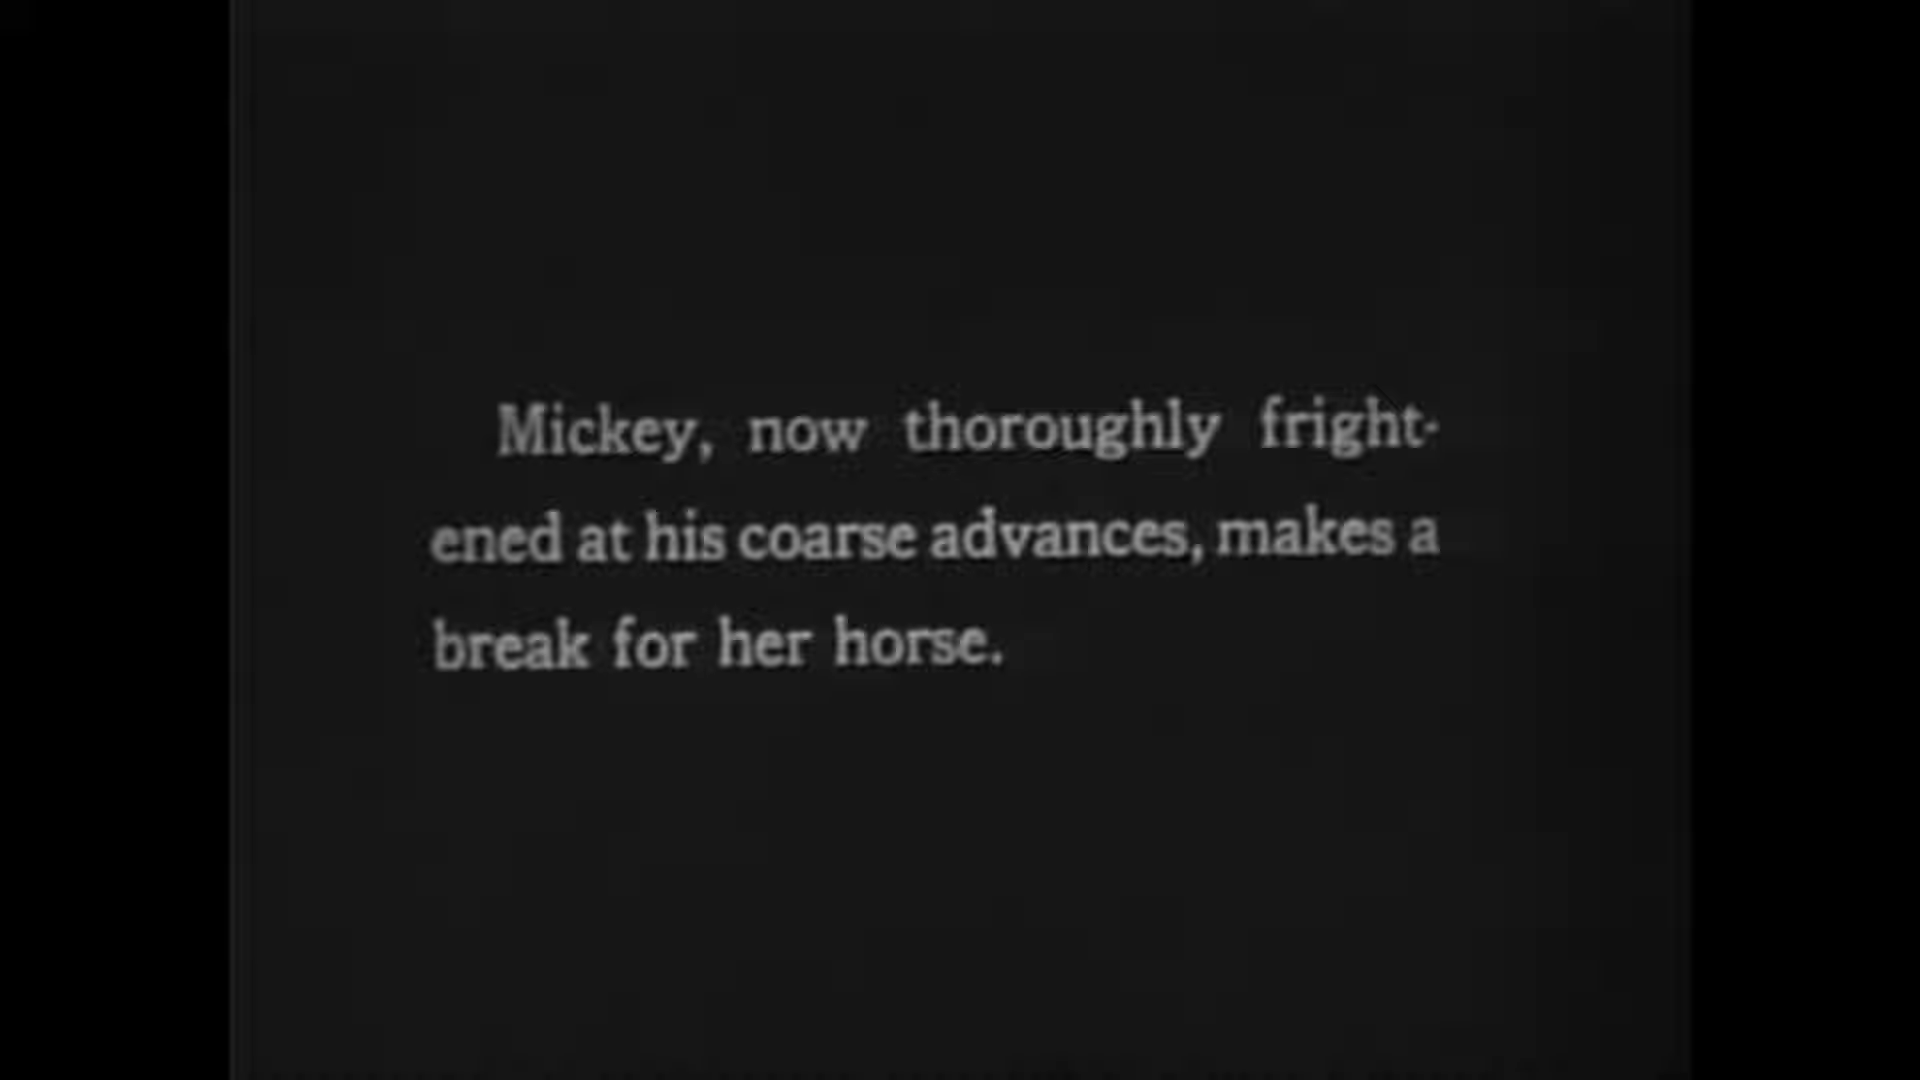 Mickey, now thoroughly fright-
ened at his coarse advances, makes a
break for her horse.